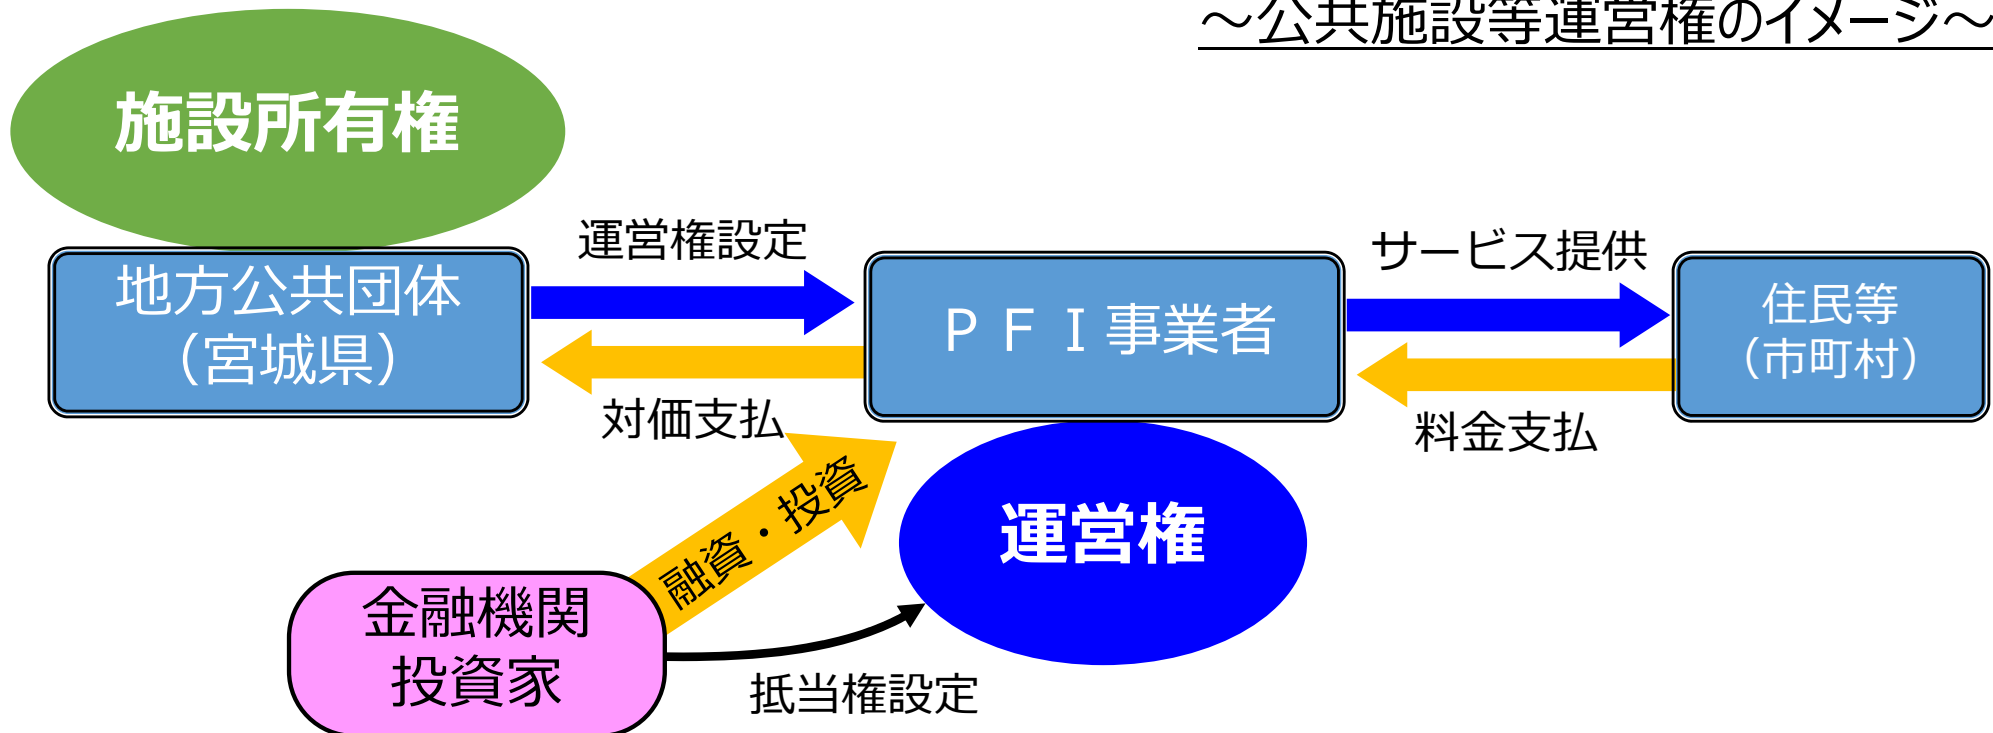 ～公共施設等運営権のイメージ～
施設所有権
地方公共団体
（宮城県）
運営権設定
対価支払
ＰＦＩ事業者
サービス提供
料金支払
住民等
（市町村）
融資・投資
運営権
金融機関
投資家
抵当権設定